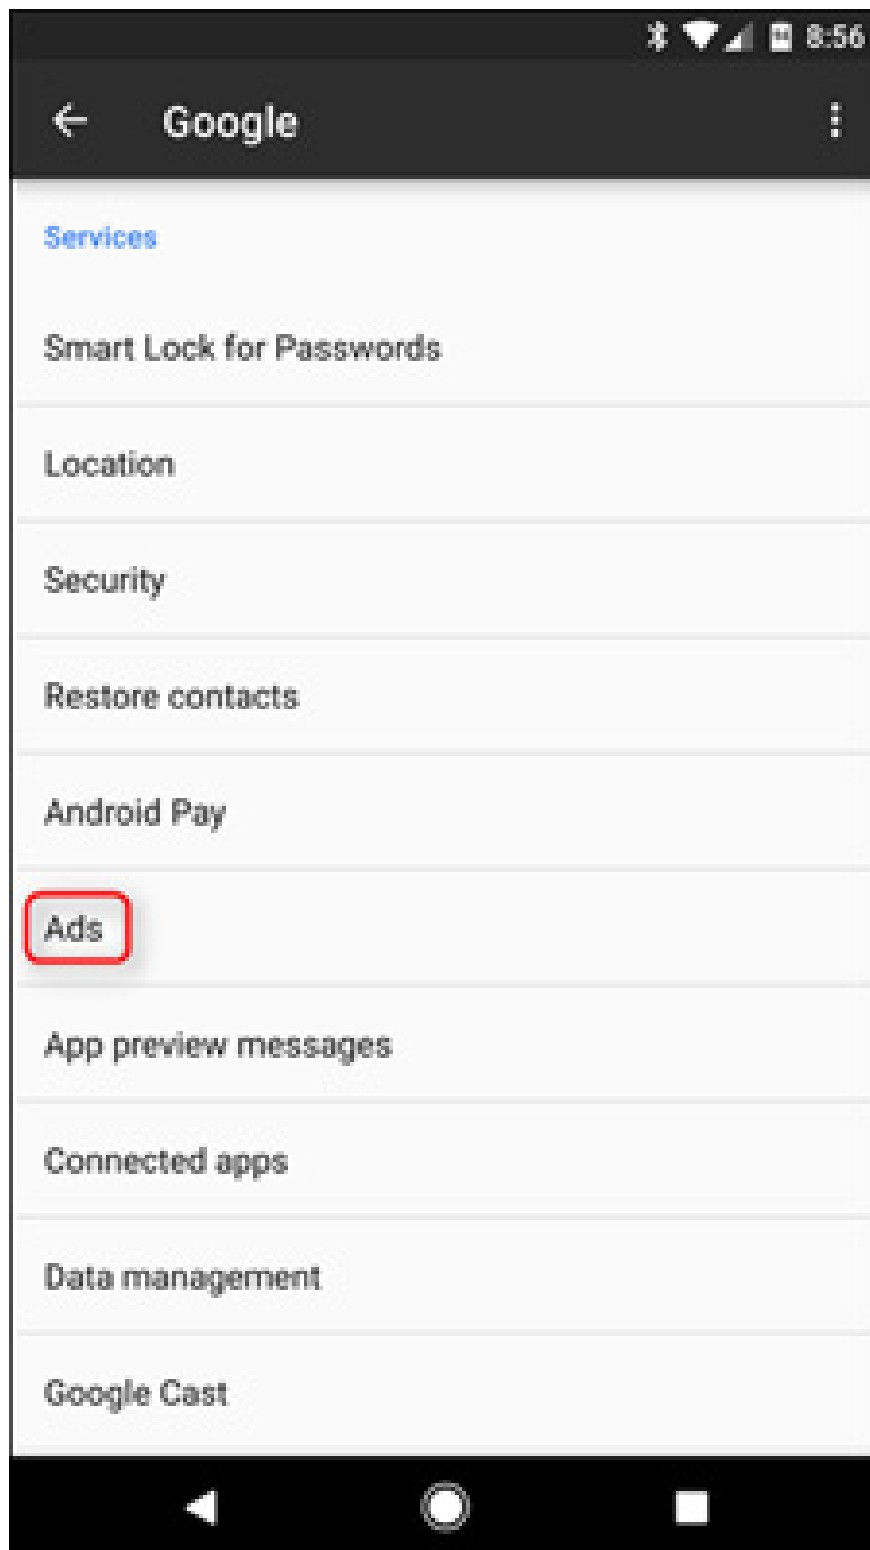 8:56
Google
Services
Smart Lock for Passwords
Location
Security
Restore contacts
Android Pay
Ads
App preview messages
Connected apps
Data management
Google Cast